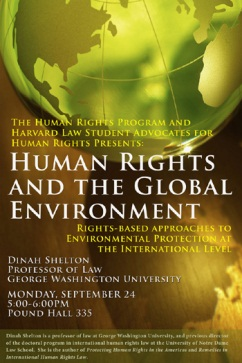 The Human Rights Program and
Harvard Law Student Advocates for
Human Rights Presents:
Human Rights
and the Global
Environment
Rights-based approaches to
Environmental Protection at
the International Level
Dinah Shelton
Professor of Law
George Washington University
Monday, September 24
5:00-6:00pm
Pound Hall 335
Dinah Shelton is a professor of law at George Washington University, and previous director
of the doctoral program in international human rights law at the University of Notre Dame
Law School. She is the author of Protecting Human Rights in the Americas and Remedies in
International Human Rights Law.